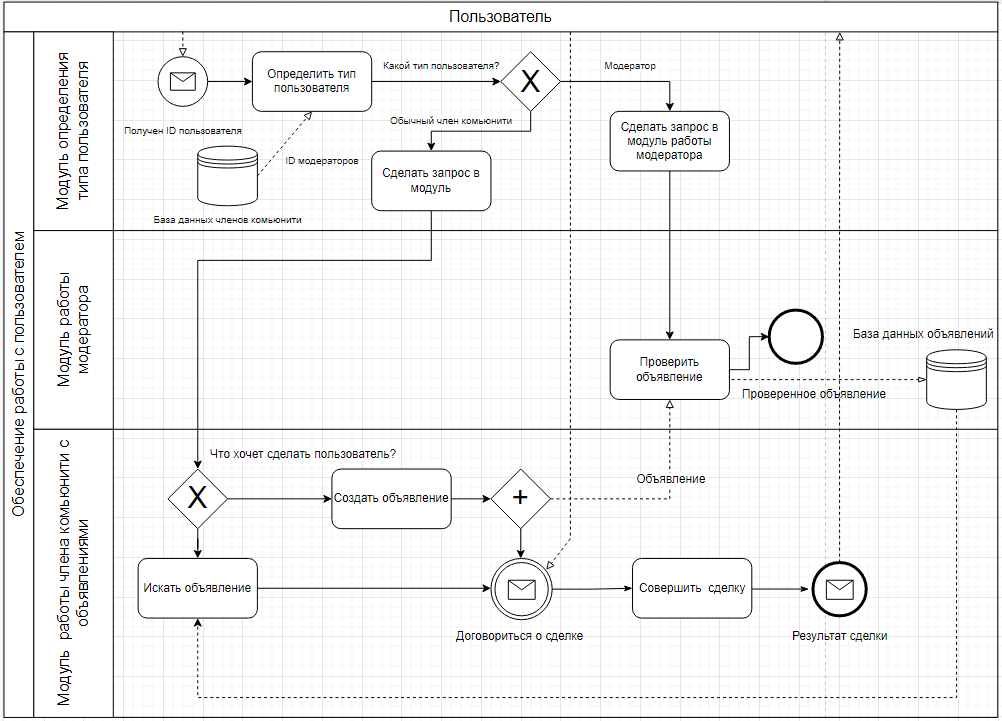 Пользователь
Обеспечение работы с пользователем
Модуль определения
типа пользователя
Получен ID пользователя
Определить тип
пользователя
Какой тип пользователя?
X
Модератор
Обычный член комьюнити
ID модераторов
База данных членов комьюнити
Сделать запрос в
модуль
Сделать запрос в
модуль работы
модератора
Модуль работы
модератора
Проверить
объявление
База данных объявлений
Проверенное объявление
Модуль работы члена комьюнити с
объявлениями
Что хочет сделать пользователь?
X
Создать объявление
+
Объявление
Искать объявление
Договориться о сделке
Совершить сделку
Результат сделки